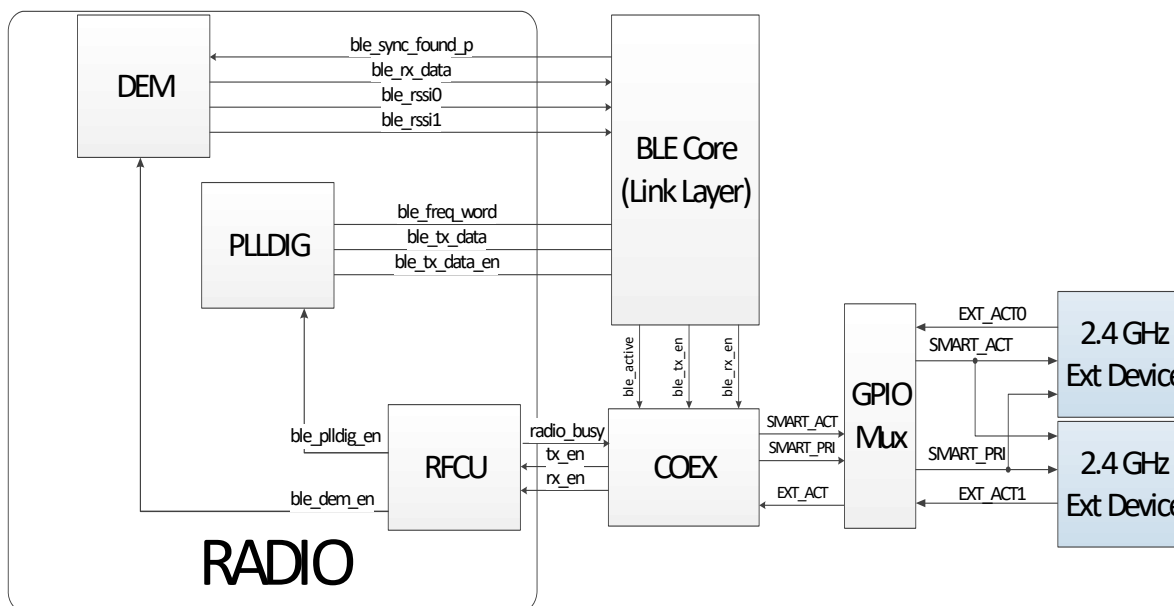 ble_sync_found_p
ble_rx_data
ble_rssi0
ble_rssi1
DEM
BLE Core
(Link Layer)
PLLDIG
ble_freq_word
ble_tx_data
ble_tx_data_en
ble_active
ble_tx_en
ble_rx_en
EXT_ACT0
SMART_ACT
2.4 GHz
Ext Device
GPIO
Mux
ble_plldig_en
radio_busy
tx_en
rx_en
RFCU
COEX
SMART_ACT
SMART_PRI
EXT_ACT
SMART_PRI
EXT_ACT1
2.4 GHz
Ext Device
ble_dem_en
RADIO